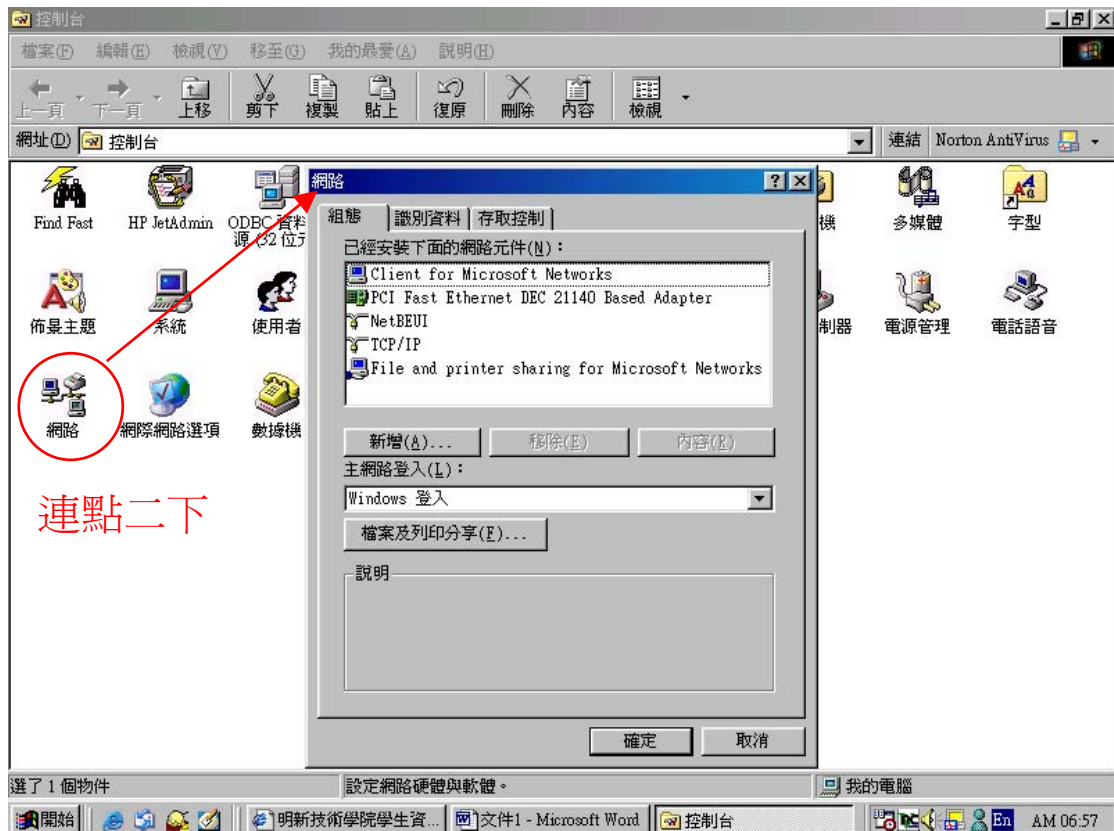 控制台
檔案(F) 編輯(E) 檢視(V) 移至(G) 我的最愛(A) 說明(H)
上一頁 下一頁 上移 剪下 複製 貼上 復原 刪除 內容 檢視
網址(D) 控制台 連結 Norton AntiVirus
Find Fast HP JetAdmin ODBC 資料
源 (32 位元 機 多媒體 字型
佈景主題 系統 使用者 制器 電源管理 電話語音
網路 網際網路選項 數據機
連點二下
網路
組態 識別資料 存取控制
已經安裝下面的網路元件(N)：
Client for Microsoft Networks
PCI Fast Ethernet DEC 21140 Based Adapter
NetBEUI
TCP/IP
File and printer sharing for Microsoft Networks
新增(A)... 移除(E) 內容(R)
主網路登入(L)：
Windows 登入
檔案及列印分享(F)...
說明
確定 取消
選了 1 個物件 設定網路硬體與軟體。 我的電腦
開始 明新技術學院學生資... 文件1 - Microsoft Word 控制台 En AM 06:57